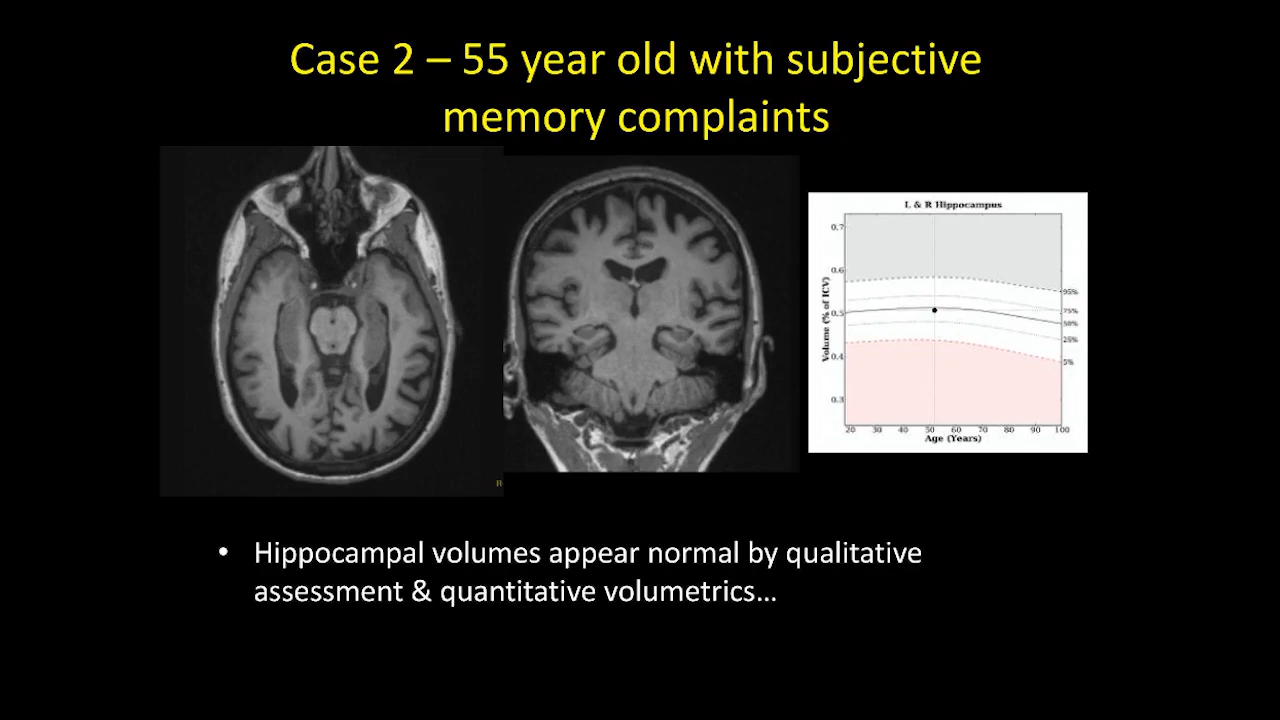 Case 2 – 55 year old with subjective
memory complaints
L & R Hippocampus
0.7
0.6
0.5
0.4
0.3
Volume (% of ICV)
95%
75%
50%
25%
5%
20 30 40 50 60 70 80 90 100
Age (Years)
• Hippocampal volumes appear normal by qualitative
assessment & quantitative volumetrics…